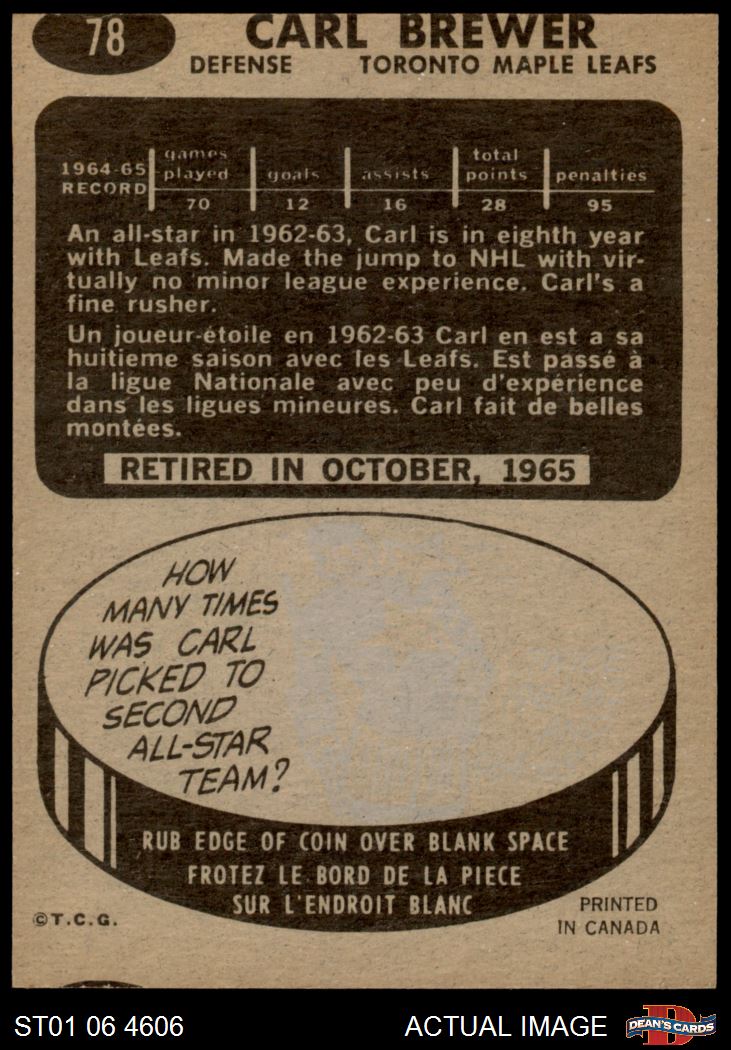 78
CARL BREWER
DEFENSE TORONTO MAPLE LEAFS
1964-65 RECORD games played goals assists total points penalties
70 12 16 28 95
An all-star in 1962-63, Carl is in eighth year
with Leafs. Made the jump to NHL with vir-
tually no minor league experience. Carl's a
fine rusher.
Un joueur-étoile en 1962-63 Carl en est a sa
huitieme saison avec les Leafs. Est passé à
la ligue Nationale avec peu d'expérience
dans les ligues mineures. Carl fait de belles
montées.
RETIRED IN OCTOBER, 1965
HOW
MANY TIMES
WAS CARL
PICKED TO
SECOND
ALL-STAR
TEAM?
RUB EDGE OF COIN OVER BLANK SPACE
FROTEZ LE BORD DE LA PIECE
SUR L'ENDROIT BLANC
©T.C.G.
PRINTED
IN CANADA
ST01 06 4606 ACTUAL IMAGE DEAN'S CARDS